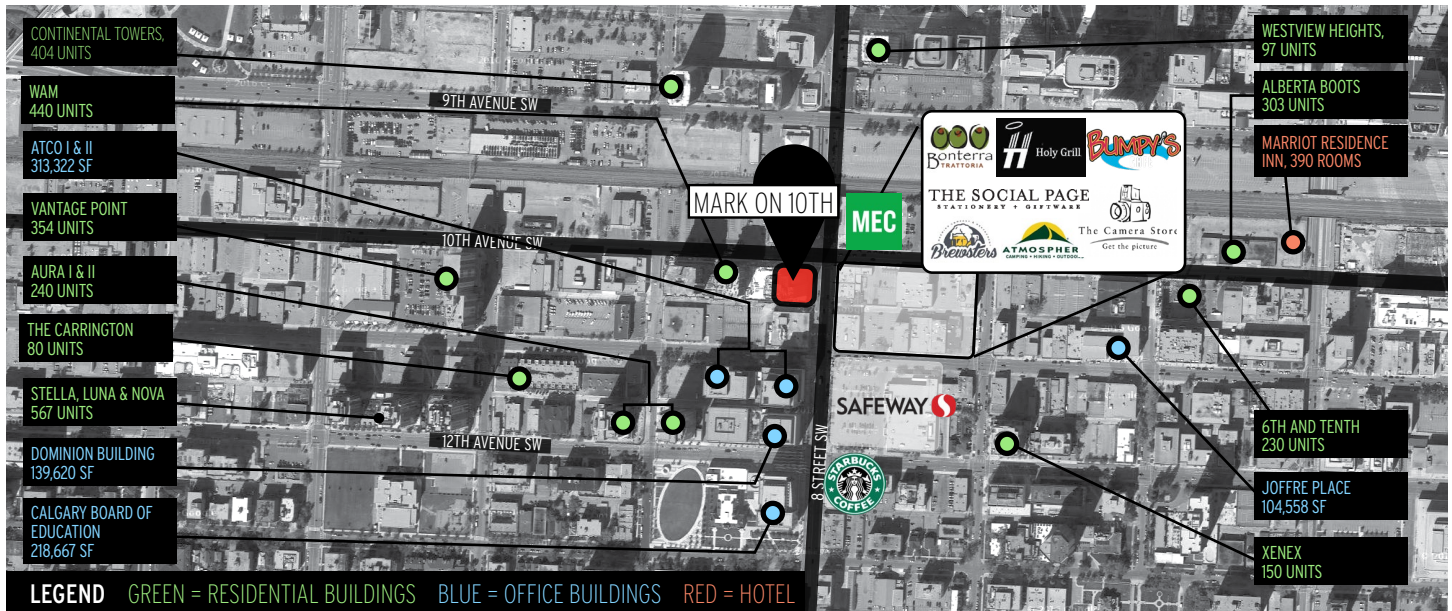 CONTINENTAL TOWERS,
404 UNITS
WAM
440 UNITS
ATCO I & II
313,322 SF
VANTAGE POINT
354 UNITS
AURA I & II
240 UNITS
THE CARRINGTON
80 UNITS
STELLA, LUNA & NOVA
567 UNITS
DOMINION BUILDING
139,620 SF
CALGARY BOARD OF
EDUCATION
218,667 SF
9TH AVENUE SW
10TH AVENUE SW
12TH AVENUE SW
8 STREET SW
MARK ON 10TH
MEC
Bonterra
TRATTORIA
Holy Grill
BUMPY'S
THE SOCIAL PAGE
STATIONERY + GIFTWARE
The Camera Store
Get the picture
Brewsters
ATMOSPHER
CAMPING • HIKING • OUTDOO...
SAFEWAY
STARBUCKS
COFFEE
WESTVIEW HEIGHTS,
97 UNITS
ALBERTA BOOTS
303 UNITS
MARRIOT RESIDENCE
INN, 390 ROOMS
6TH AND TENTH
230 UNITS
JOFFRE PLACE
104,558 SF
XENEX
150 UNITS
LEGEND GREEN = RESIDENTIAL BUILDINGS BLUE = OFFICE BUILDINGS RED = HOTEL